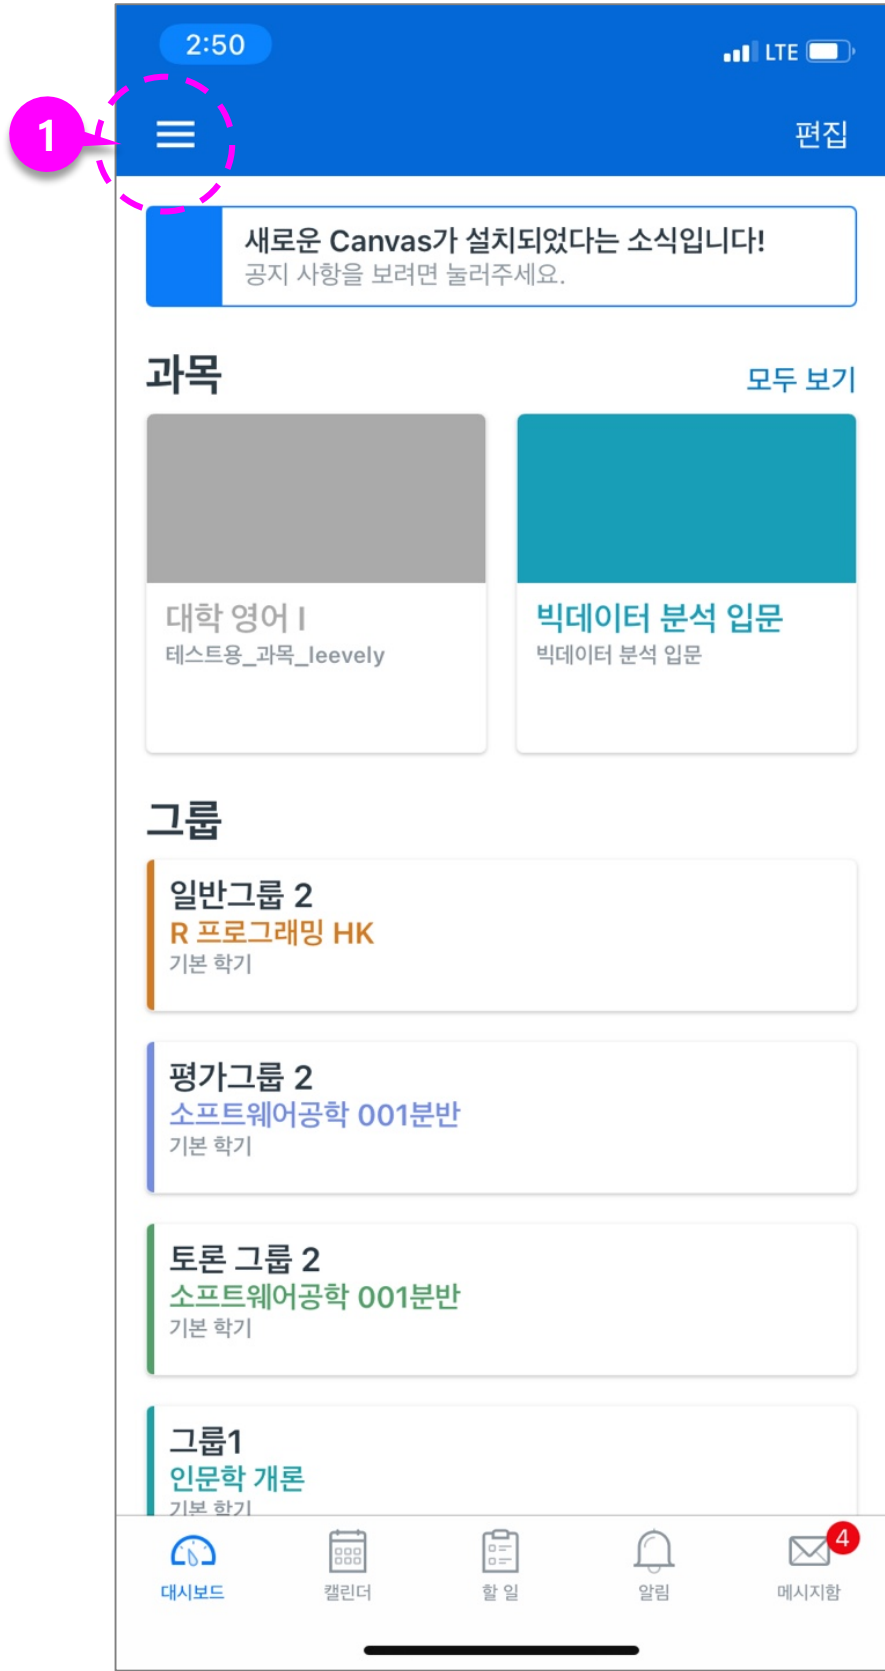 2:50
LTE
1
편집
새로운 Canvas가 설치되었다는 소식입니다!
공지 사항을 보려면 눌러주세요.
과목
모두 보기
대학 영어 I
테스트용_과목_leevely
빅데이터 분석 입문
빅데이터 분석 입문
그룹
일반그룹 2
R 프로그래밍 HK
기본 학기
평가그룹 2
소프트웨어공학 001분반
기본 학기
토론 그룹 2
소프트웨어공학 001분반
기본 학기
그룹1
인문학 개론
기본 학기
4
대시보드
캘린더
할 일
알림
메시지함